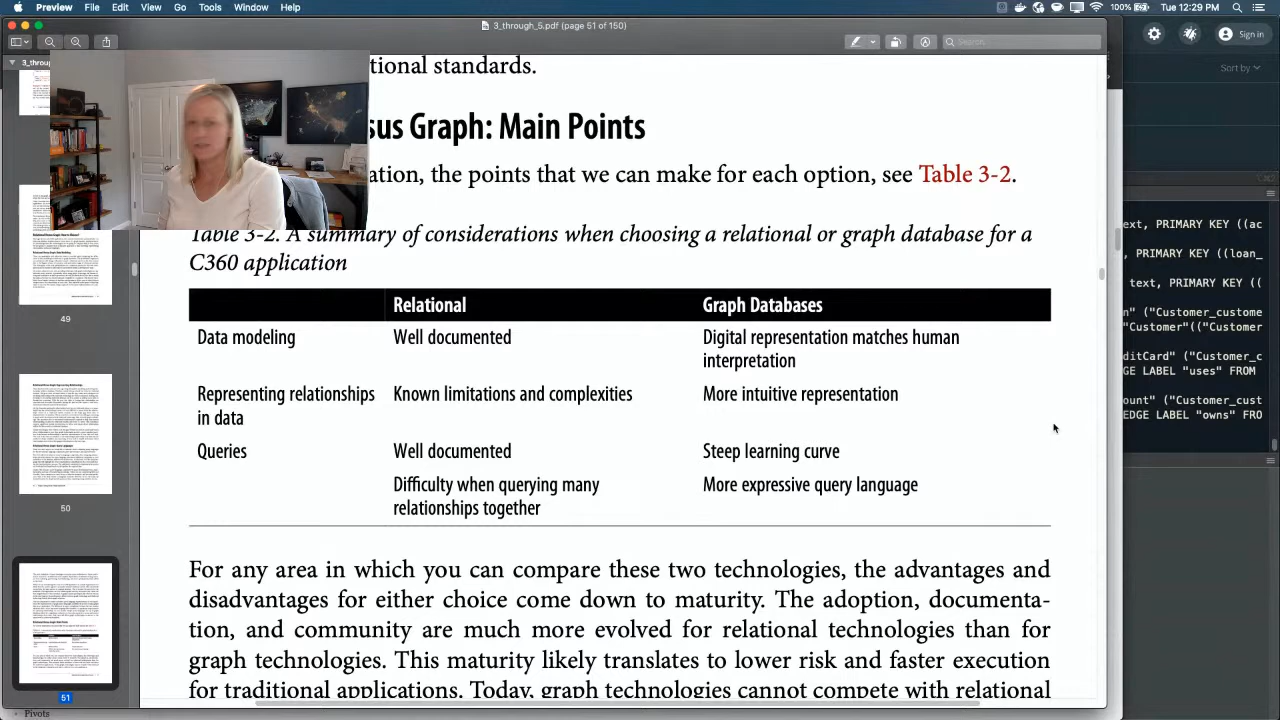 Preview File Edit View Go Tools Window Help
100% Tue 12:29 PM
3_through_5.pdf (page 51 of 150)
Search
Sign in
Sort by
3_throug
tional standards.
sus Graph: Main Points
ation, the points that we can make for each option, see Table 3-2.
Table 3-2. A summary of considerations when choosing a relational or graph database for a
C360 application
Relational Graph Databases
Data modeling Well documented Digital representation matches human
interpretation
Representing relationships Known limitations and complexities More intuitive representation
in data
Queries Well documented Steep learning curve
Difficulty when querying many More expressive query language
relationships together
For any area in which you can compare these two technologies, the advantages and
disadvantages for either choice come down to maturity. The adoption, documenta-
tion, and community are much more evolved for relational technologies than for
graph technologies. This maturity likely translates to lower risk and faster execution
for traditional applications. Today, graph technologies cannot compete with relational
49
50
51
Pivots
ext, PRIMARY KEY ((ac
, PRIMARY KEY ((loan_
text, PRIMARY KEY ((
n" ("Customer_custome
"Customer"(("Customer
ditCard" ("Customer_c
GE LABEL "uses" FROM
ount" ("Customer_cust
EDGE LABEL "owns" FRO